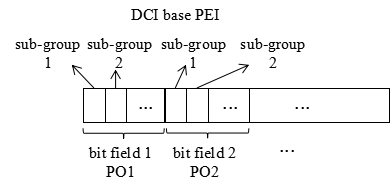 DCI base PEI
sub-group sub-group sub-group sub-group
1 2 1 2
... ... ...
bit field 1 bit field 2 ...
PO1 PO2